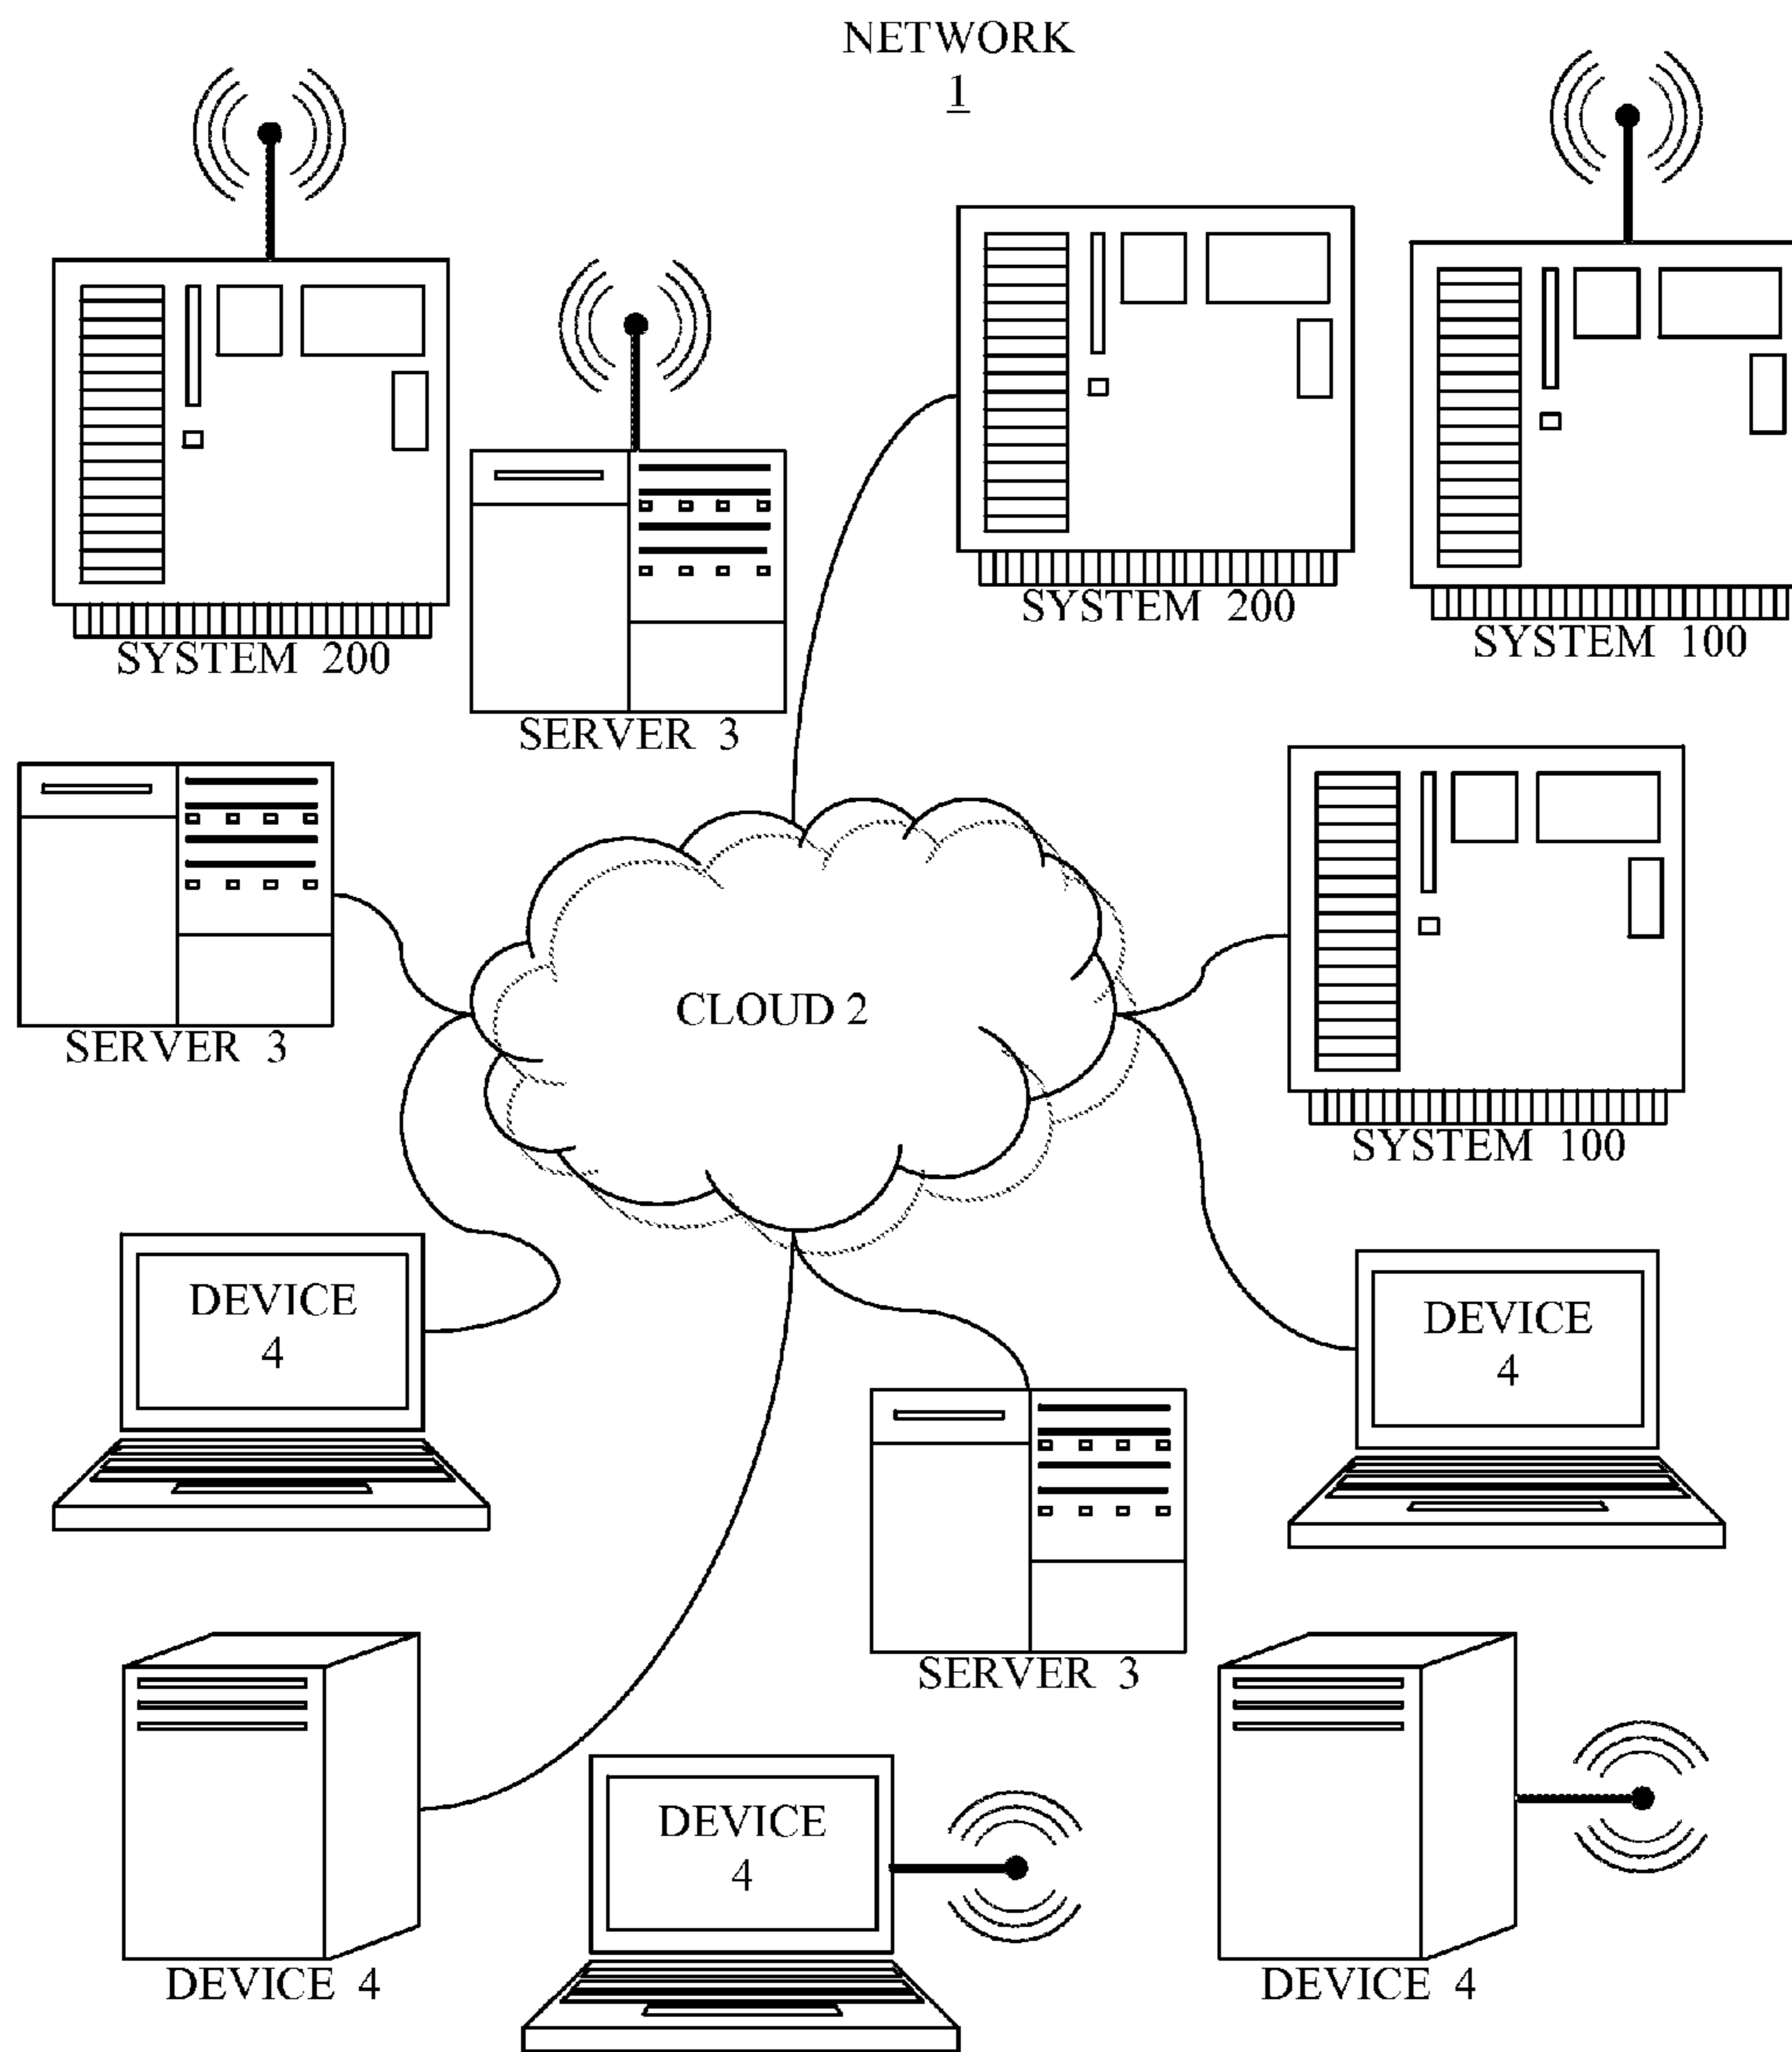 NETWORK
1
SYSTEM 200
SERVER 3
SYSTEM 200
SYSTEM 100
SERVER 3
CLOUD 2
SYSTEM 100
DEVICE
4
DEVICE
4
SERVER 3
DEVICE 4
DEVICE
4
DEVICE 4